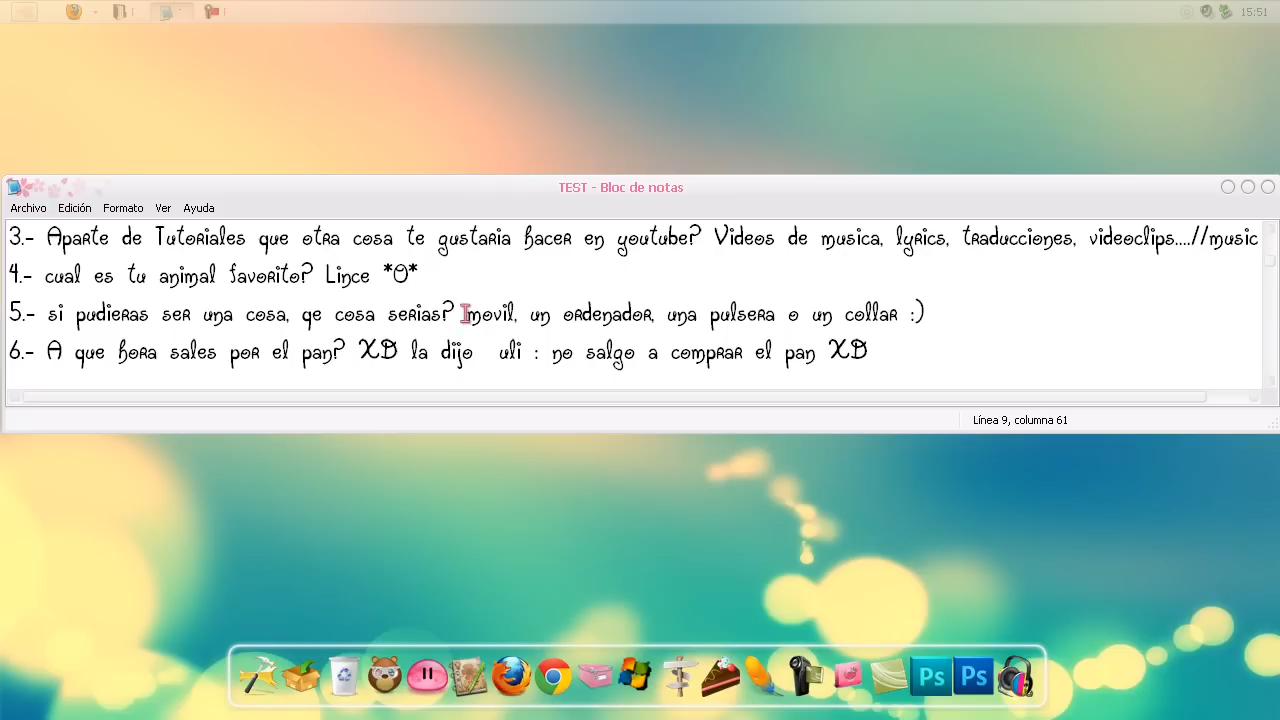 15:51
TEST - Bloc de notas
Archivo Edición Formato Ver Ayuda
3.- Aparte de Tutoriales que otra cosa te gustaria hacer en youtube? Videos de musica, lyrics, traducciones, videoclips....//music
4.- cual es tu animal favorito? Lince *O*
5.- si pudieras ser una cosa, qe cosa serias? movil, un ordenador, una pulsera o un collar :)
6.- A que hora sales por el pan? XD la dijo uli : no salgo a comprar el pan XD
Línea 9, columna 61
Ps Ps